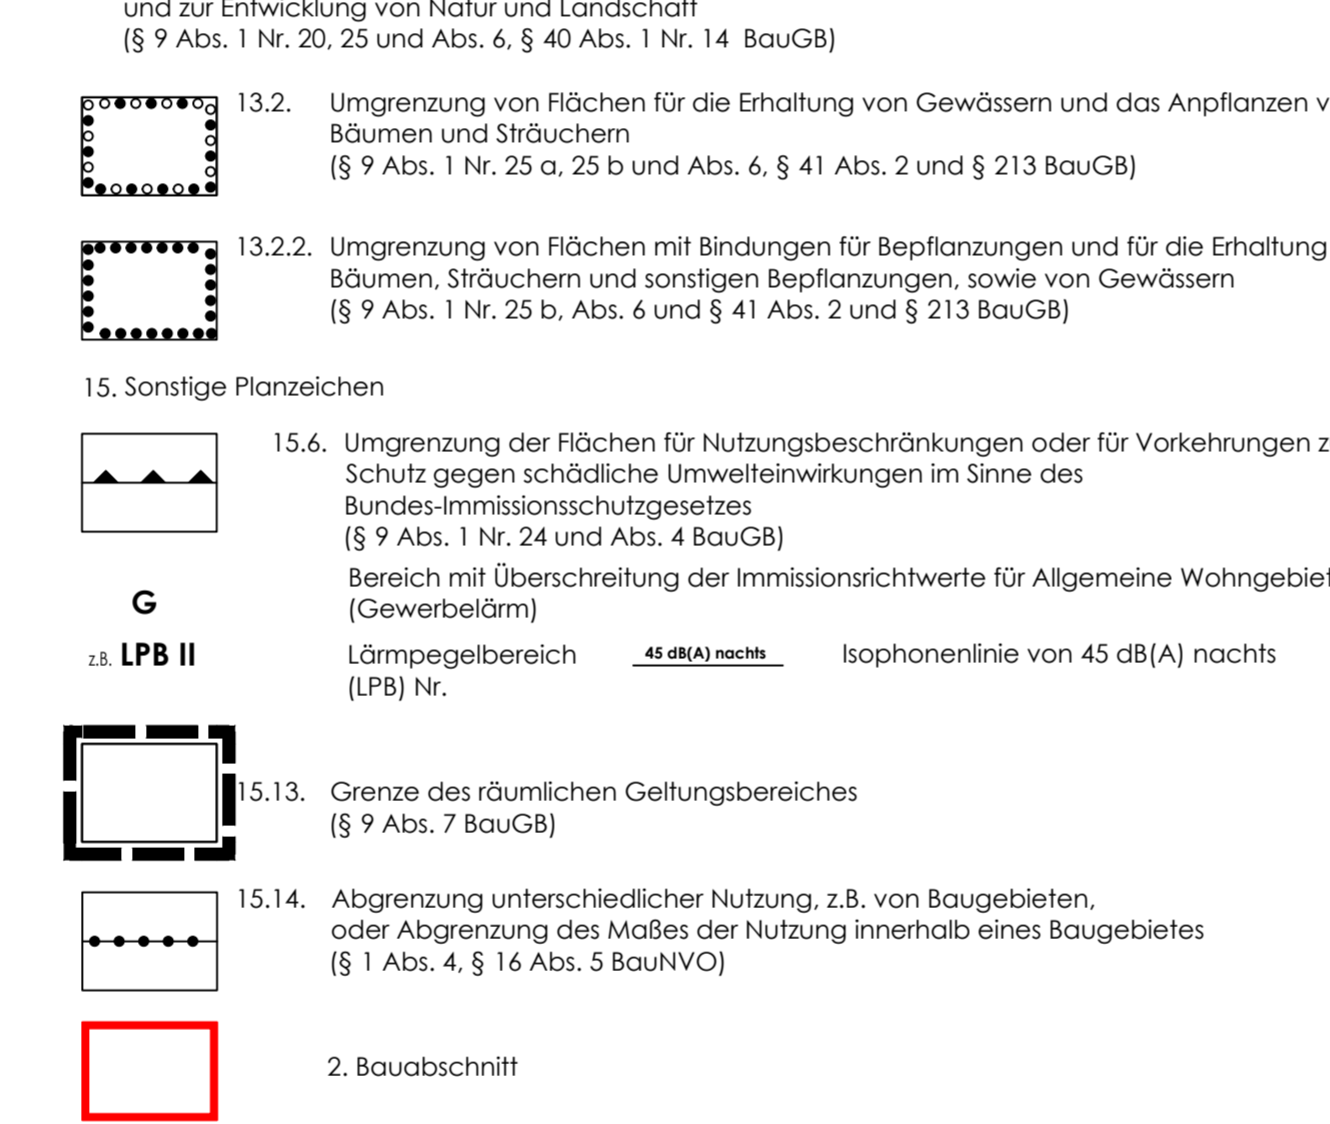 und zur Entwicklung von Natur und Landschaft
(§ 9 Abs. 1 Nr. 20, 25 und Abs. 6, § 40 Abs. 1 Nr. 14 BauGB)
13.2. Umgrenzung von Flächen für die Erhaltung von Gewässern und das Anpflanzen v
Bäumen und Sträuchern
(§ 9 Abs. 1 Nr. 25 a, 25 b und Abs. 6, § 41 Abs. 2 und § 213 BauGB)
13.2.2. Umgrenzung von Flächen mit Bindungen für Bepflanzungen und für die Erhaltung
Bäumen, Sträuchern und sonstigen Bepflanzungen, sowie von Gewässern
(§ 9 Abs. 1 Nr. 25 b, Abs. 6 und § 41 Abs. 2 und § 213 BauGB)
15. Sonstige Planzeichen
15.6. Umgrenzung der Flächen für Nutzungsbeschränkungen oder für Vorkehrungen z
Schutz gegen schädliche Umwelteinwirkungen im Sinne des
Bundes-Immissionsschutzgesetzes
(§ 9 Abs. 1 Nr. 24 und Abs. 4 BauGB)
Bereich mit Überschreitung der Immissionsrichtwerte für Allgemeine Wohngebiet
G (Gewerbelärm)
z.B. LPB II Lärmpegelbereich 45 dB(A) nachts Isophonenlinie von 45 dB(A) nachts
(LPB) Nr.
15.13. Grenze des räumlichen Geltungsbereiches
(§ 9 Abs. 7 BauGB)
15.14. Abgrenzung unterschiedlicher Nutzung, z.B. von Baugebieten,
oder Abgrenzung des Maßes der Nutzung innerhalb eines Baugebietes
(§ 1 Abs. 4, § 16 Abs. 5 BauNVO)
2. Bauabschnitt